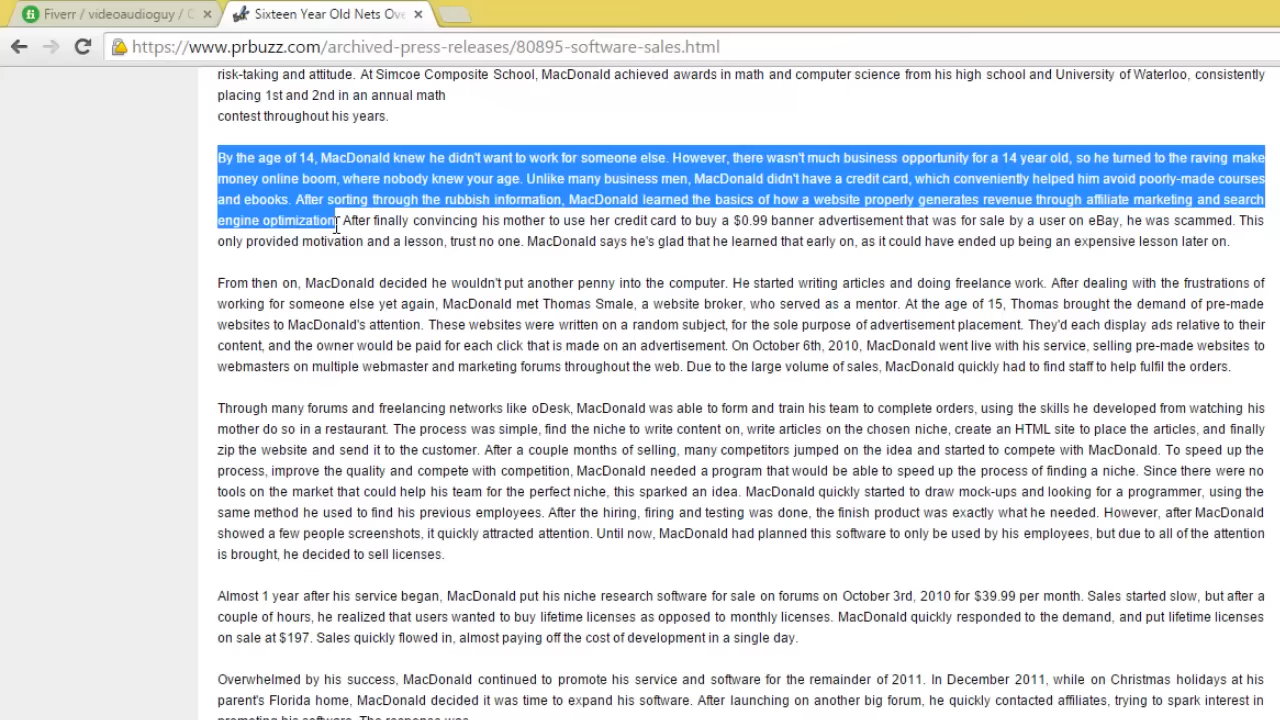 Fiverr / videoaudioguy / C
Sixteen Year Old Nets Ove
https://www.prbuzz.com/archived-press-releases/80895-software-sales.html
risk-taking and attitude. At Simcoe Composite School, MacDonald achieved awards in math and computer science from his high school and University of Waterloo, consistently
placing 1st and 2nd in an annual math
contest throughout his years.
By the age of 14, MacDonald knew he didn't want to work for someone else. However, there wasn't much business opportunity for a 14 year old, so he turned to the raving make
money online boom, where nobody knew your age. Unlike many business men, MacDonald didn't have a credit card, which conveniently helped him avoid poorly-made courses
and ebooks. After sorting through the rubbish information, MacDonald learned the basics of how a website properly generates revenue through affiliate marketing and search
engine optimization. After finally convincing his mother to use her credit card to buy a $0.99 banner advertisement that was for sale by a user on eBay, he was scammed. This
only provided motivation and a lesson, trust no one. MacDonald says he's glad that he learned that early on, as it could have ended up being an expensive lesson later on.
From then on, MacDonald decided he wouldn't put another penny into the computer. He started writing articles and doing freelance work. After dealing with the frustrations of
working for someone else yet again, MacDonald met Thomas Smale, a website broker, who served as a mentor. At the age of 15, Thomas brought the demand of pre-made
websites to MacDonald's attention. These websites were written on a random subject, for the sole purpose of advertisement placement. They'd each display ads relative to their
content, and the owner would be paid for each click that is made on an advertisement. On October 6th, 2010, MacDonald went live with his service, selling pre-made websites to
webmasters on multiple webmaster and marketing forums throughout the web. Due to the large volume of sales, MacDonald quickly had to find staff to help fulfil the orders.
Through many forums and freelancing networks like oDesk, MacDonald was able to form and train his team to complete orders, using the skills he developed from watching his
mother do so in a restaurant. The process was simple, find the niche to write content on, write articles on the chosen niche, create an HTML site to place the articles, and finally
zip the website and send it to the customer. After a couple months of selling, many competitors jumped on the idea and started to compete with MacDonald. To speed up the
process, improve the quality and compete with competition, MacDonald needed a program that would be able to speed up the process of finding a niche. Since there were no
tools on the market that could help his team for the perfect niche, this sparked an idea. MacDonald quickly started to draw mock-ups and looking for a programmer, using the
same method he used to find his previous employees. After the hiring, firing and testing was done, the finish product was exactly what he needed. However, after MacDonald
showed a few people screenshots, it quickly attracted attention. Until now, MacDonald had planned this software to only be used by his employees, but due to all of the attention
is brought, he decided to sell licenses.
Almost 1 year after his service began, MacDonald put his niche research software for sale on forums on October 3rd, 2010 for $39.99 per month. Sales started slow, but after a
couple of hours, he realized that users wanted to buy lifetime licenses as opposed to monthly licenses. MacDonald quickly responded to the demand, and put lifetime licenses
on sale at $197. Sales quickly flowed in, almost paying off the cost of development in a single day.
Overwhelmed by his success, MacDonald continued to promote his service and software for the remainder of 2011. In December 2011, while on Christmas holidays at his
parent's Florida home, MacDonald decided it was time to expand his software. After launching on another big forum, he quickly contacted affiliates, trying to spark interest in
promoting his software. The response was